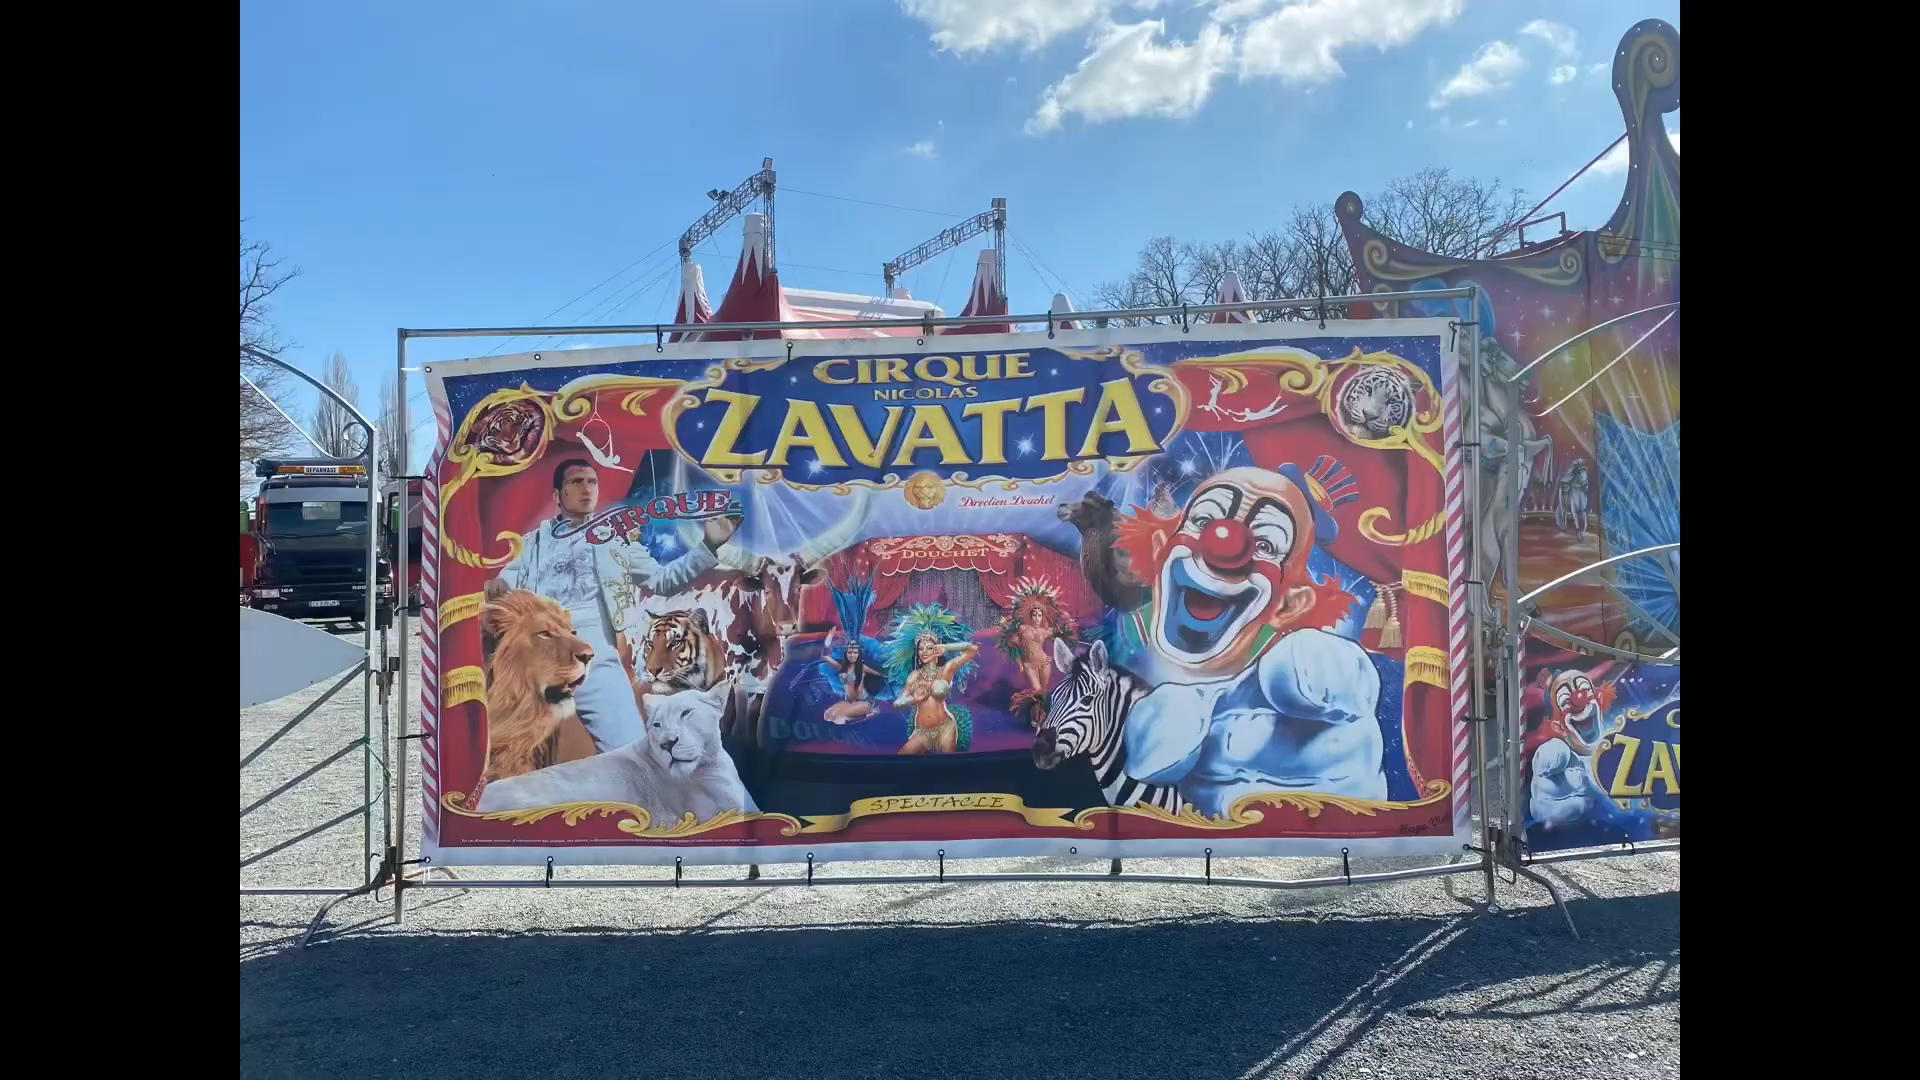 DEPANNAGE
CIRQUE
NICOLAS
ZAVATTA
Direction Douchet
CIRQUE
DOUCHET
SPECTACLE
ZA